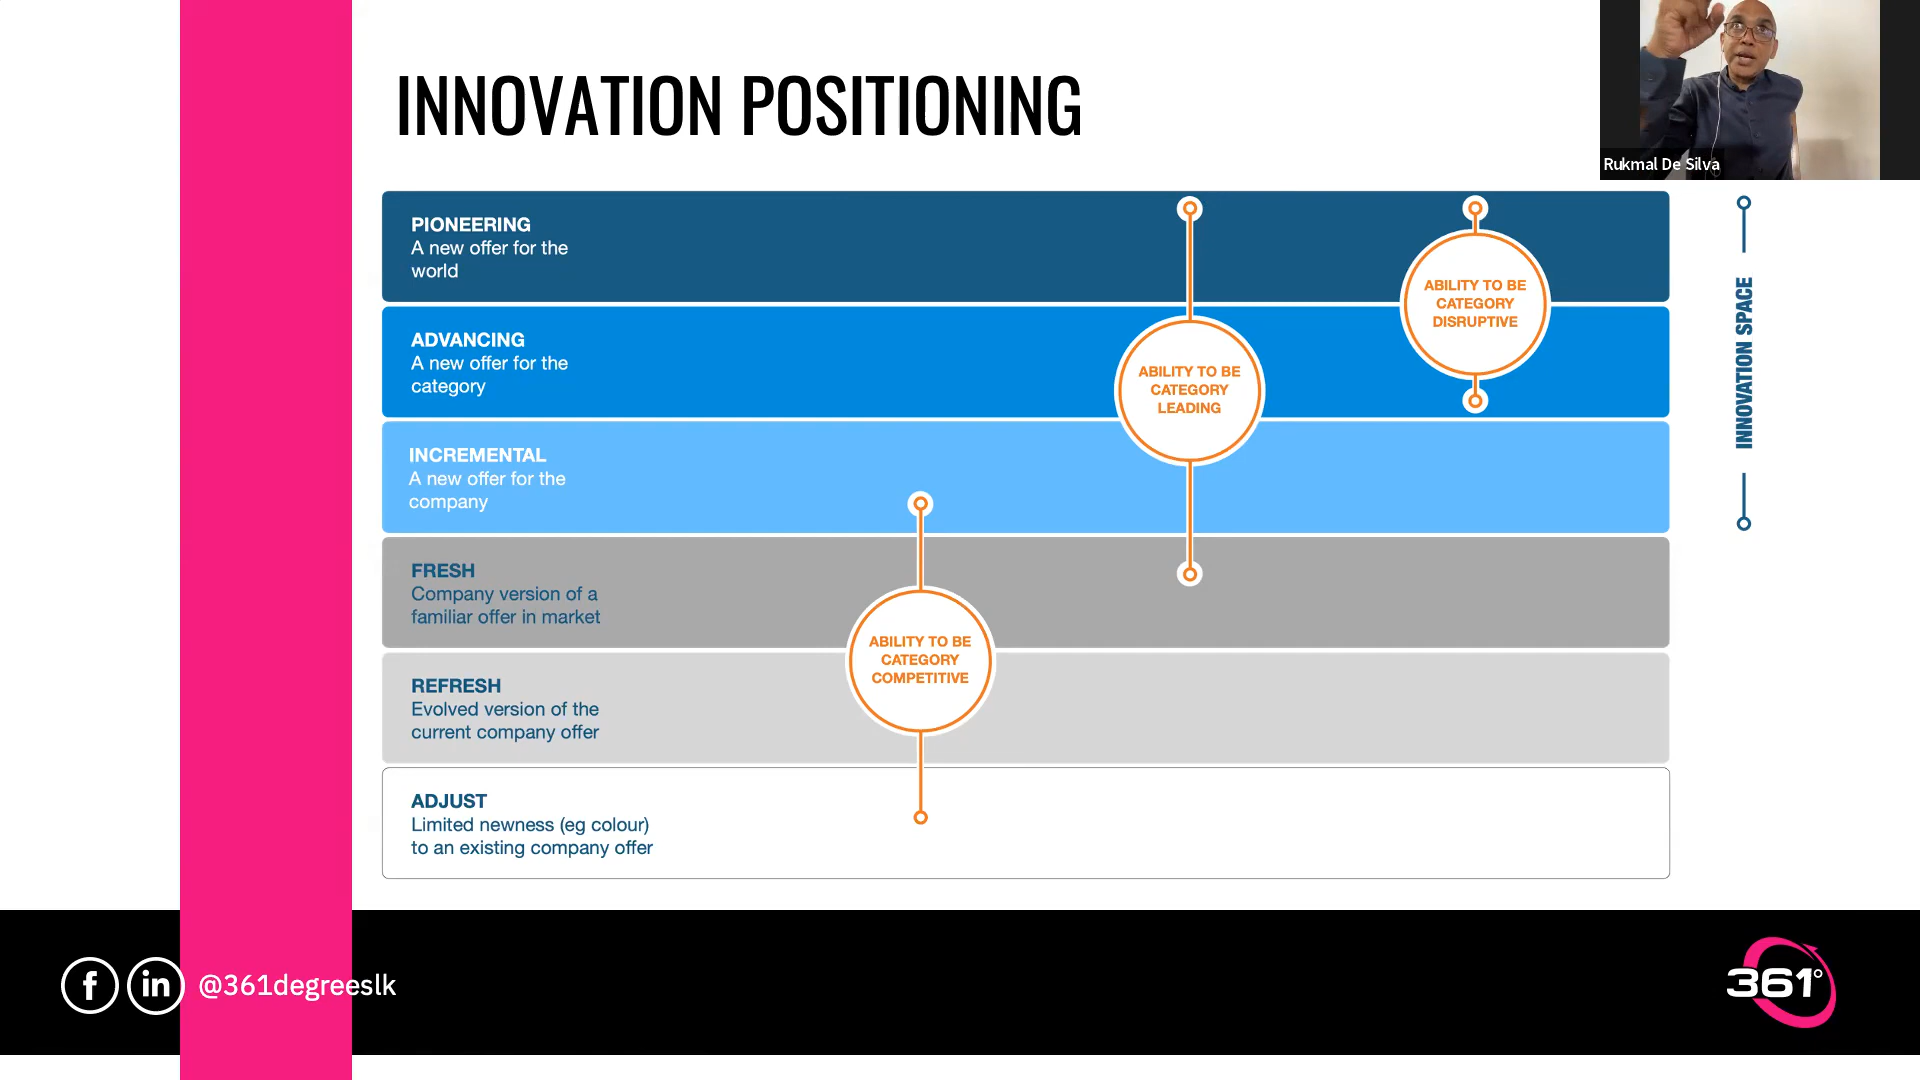 INNOVATION POSITIONING
Rukmal De Silva
PIONEERING
A new offer for the
world
ADVANCING
A new offer for the
category
INCREMENTAL
A new offer for the
company
FRESH
Company version of a
familiar offer in market
REFRESH
Evolved version of the
current company offer
ADJUST
Limited newness (eg colour)
to an existing company offer
ABILITY TO BE
CATEGORY
COMPETITIVE
ABILITY TO BE
CATEGORY
LEADING
ABILITY TO BE
CATEGORY
DISRUPTIVE
INNOVATION SPACE
f in @361degreeslk
361°